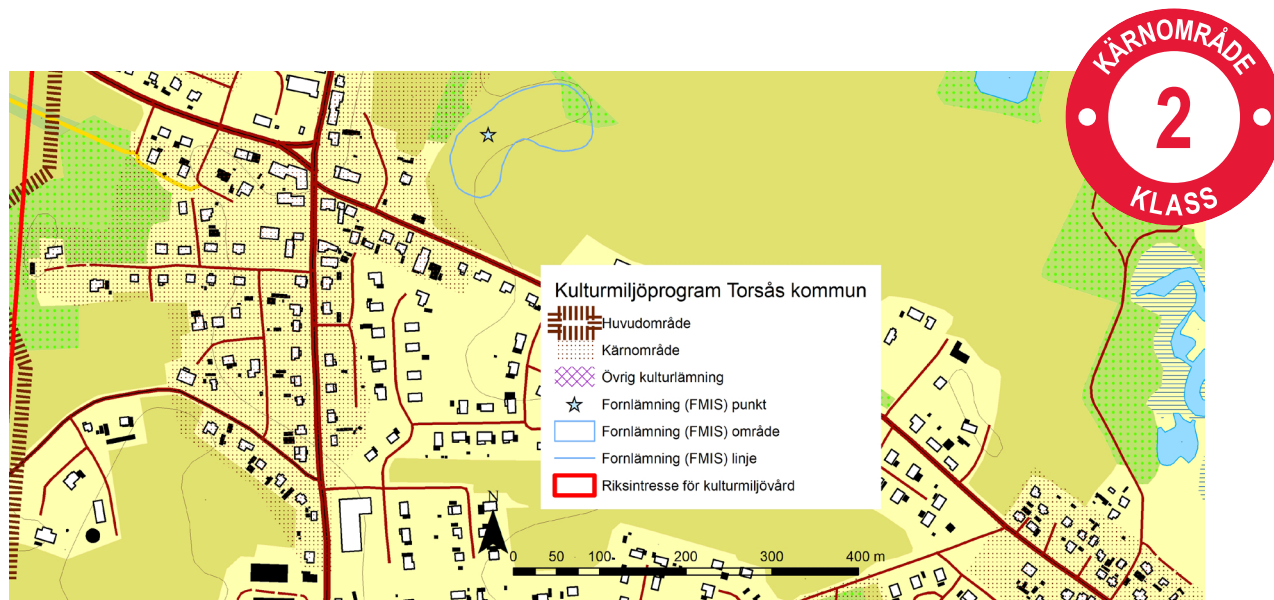 KÄRNOMRÅDE
2
KLASS
Kulturmiljöprogram Torsås kommun
Huvudområde
Kärnområde
Övrig kulturlämning
Fornlämning (FMIS) punkt
Fornlämning (FMIS) område
Fornlämning (FMIS) linje
Riksintresse för kulturmiljövård
N
0 50 100 200 300 400 m